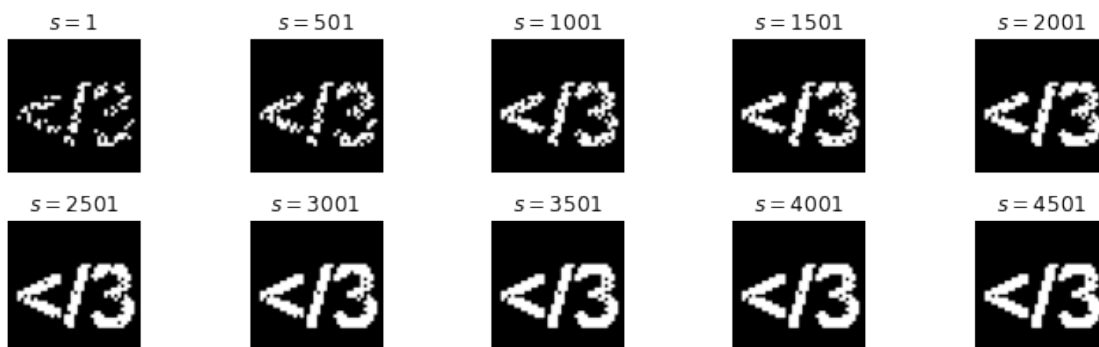 s = 1 s = 501 s = 1001 s = 1501 s = 2001
</3 </3 </3 </3 </3
s = 2501 s = 3001 s = 3501 s = 4001 s = 4501
</3 </3 </3 </3 </3